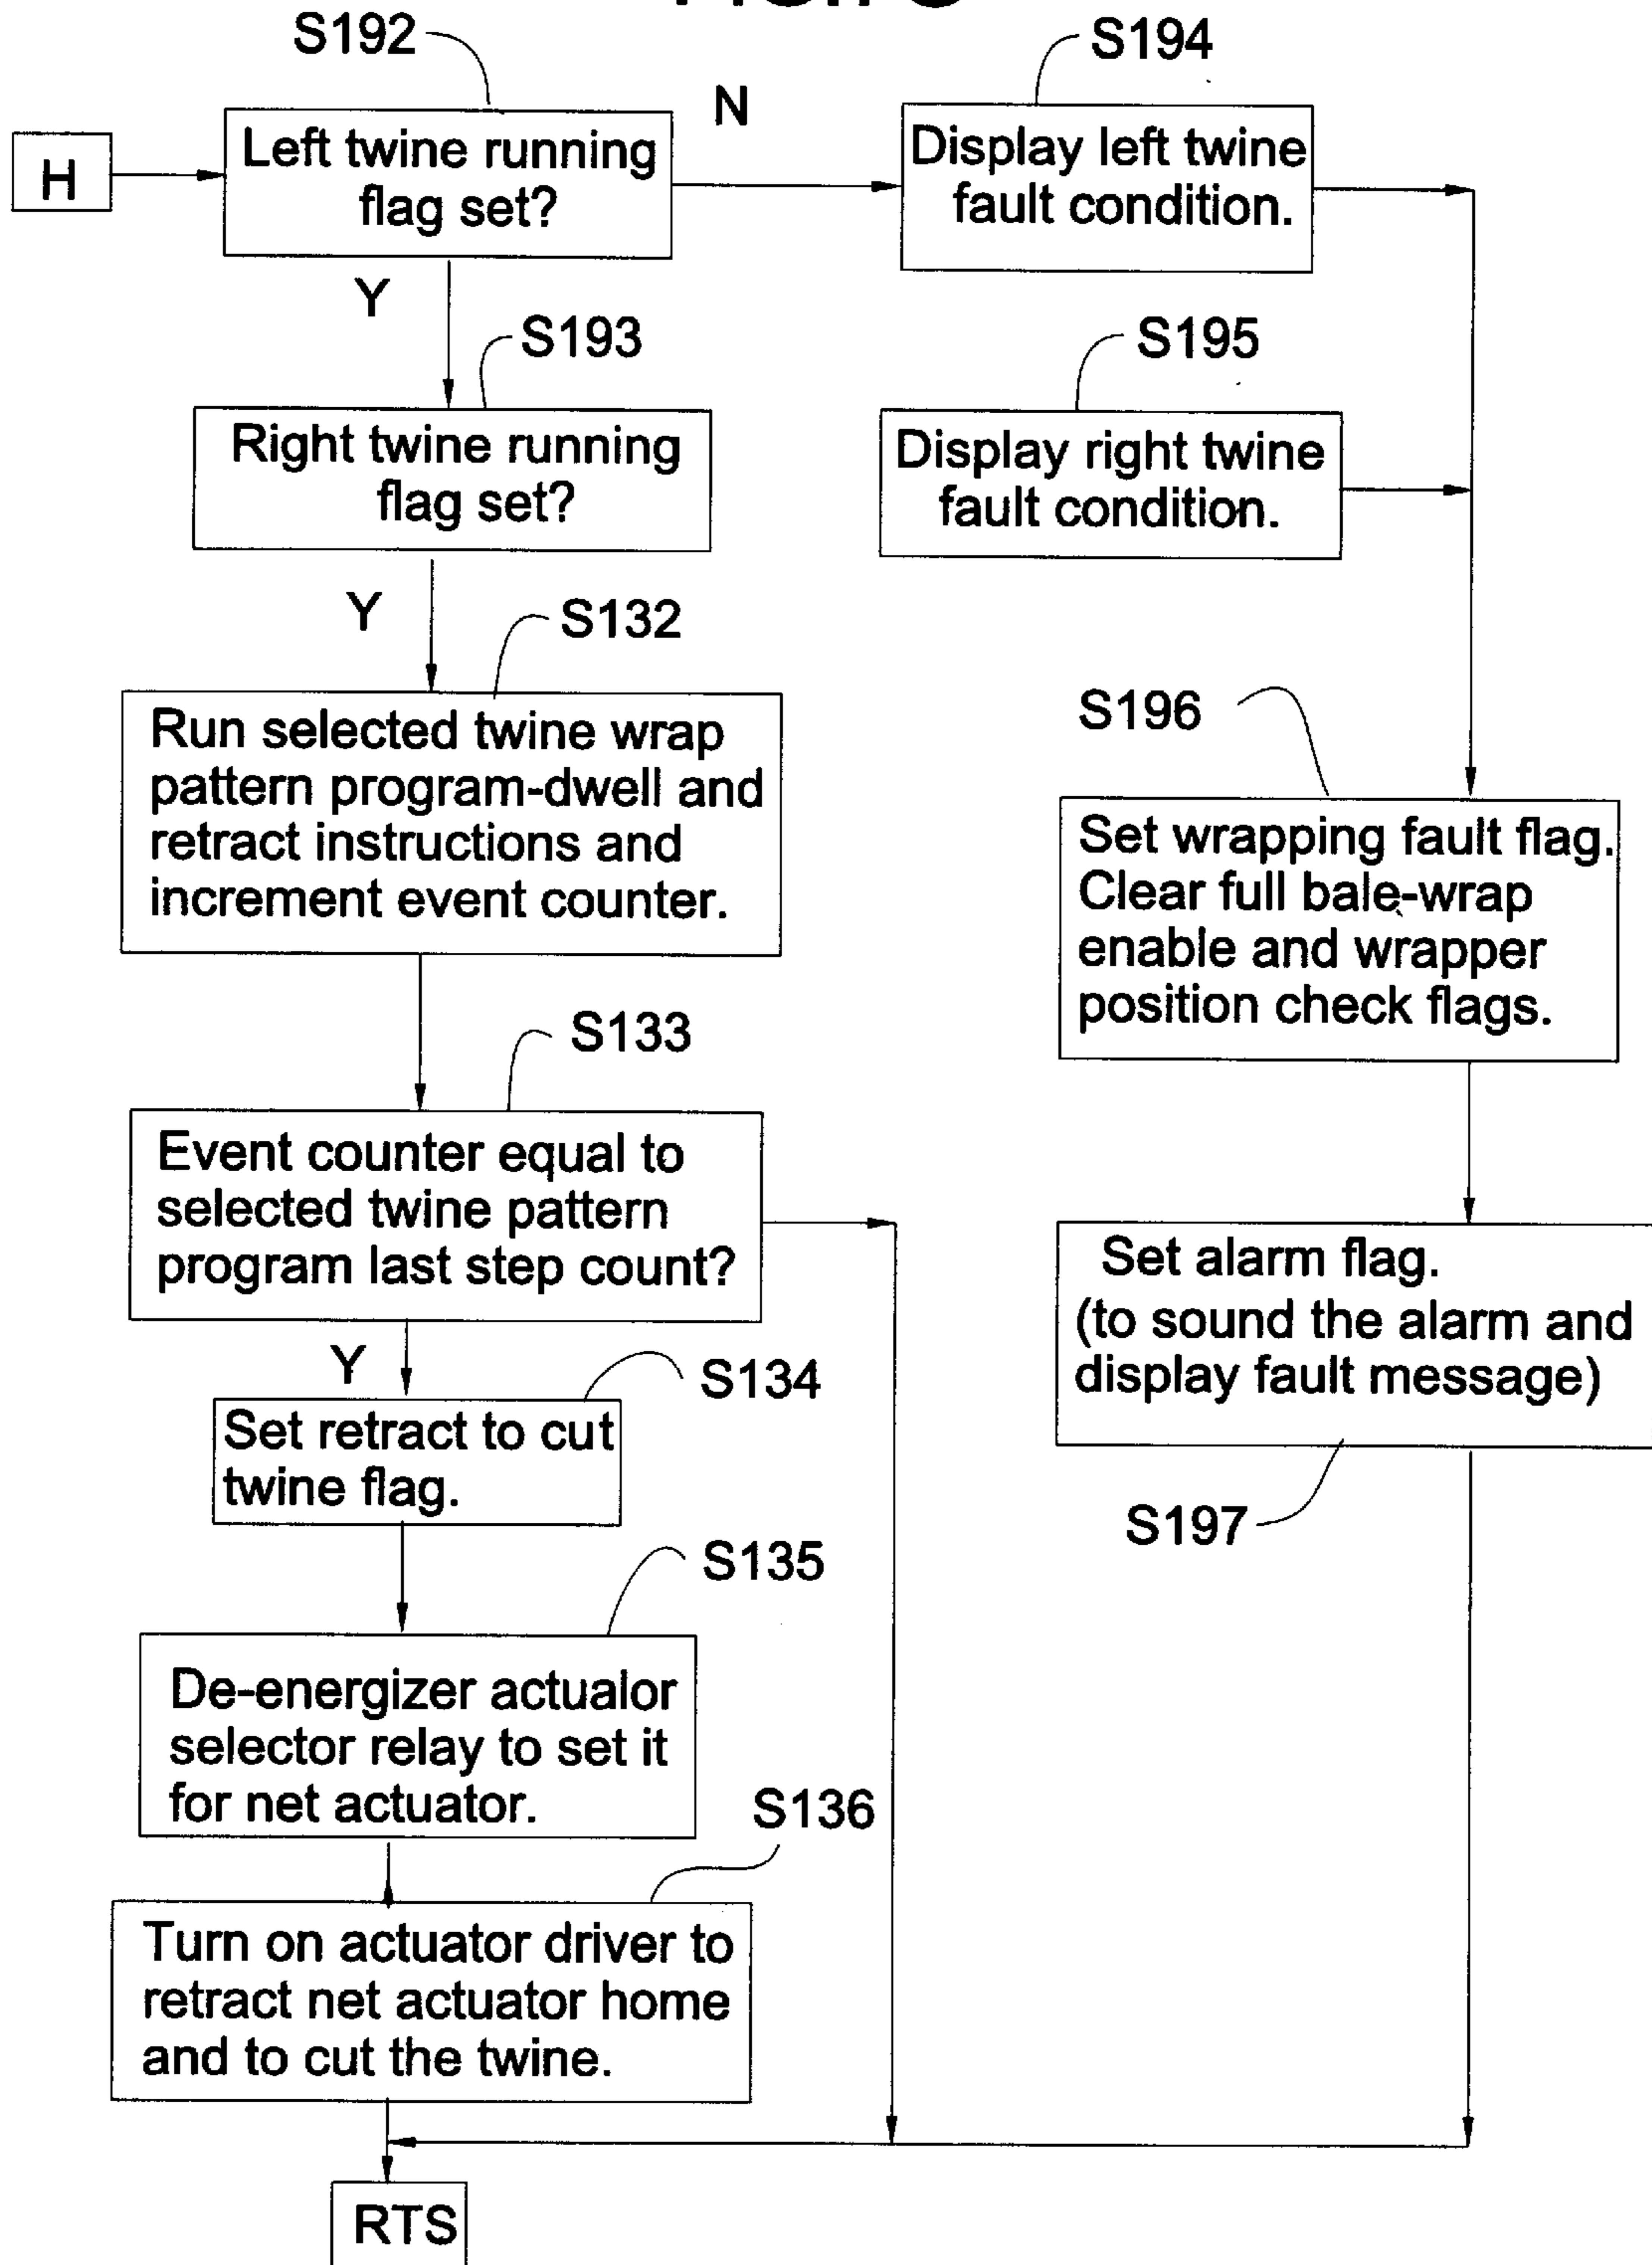 S192
S194
H
Left twine running
flag set?
N
Display left twine
fault condition.
Y
S193
S195
Right twine running
flag set?
Display right twine
fault condition.
Y
S132
Run selected twine wrap
pattern program-dwell and
retract instructions and
increment event counter.
S196
Set wrapping fault flag.
Clear full bale-wrap
enable and wrapper
position check flags.
S133
Event counter equal to
selected twine pattern
program last step count?
Set alarm flag.
(to sound the alarm and
display fault message)
Y
S134
Set retract to cut
twine flag.
S197
S135
De-energizer actualor
selector relay to set it
for net actuator.
S136
Turn on actuator driver to
retract net actuator home
and to cut the twine.
RTS